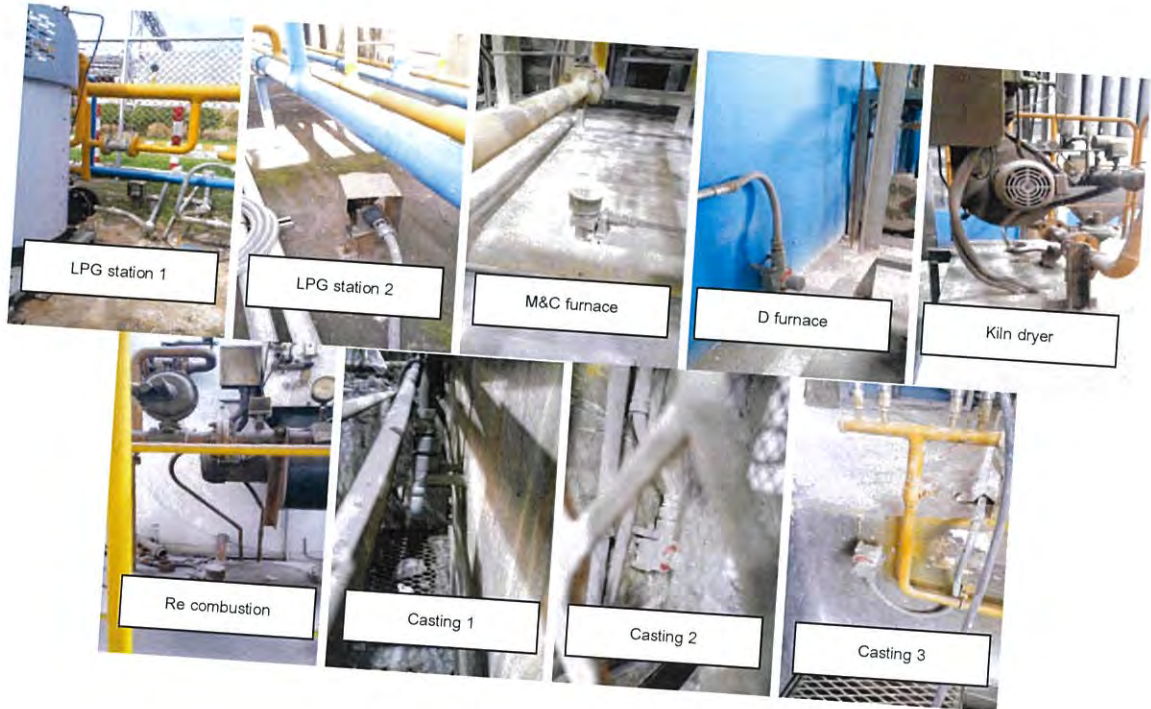 LPG station 1
LPG station 2
M&C furnace
D furnace
Kiln dryer
Re combustion
Casting 1
Casting 2
Casting 3